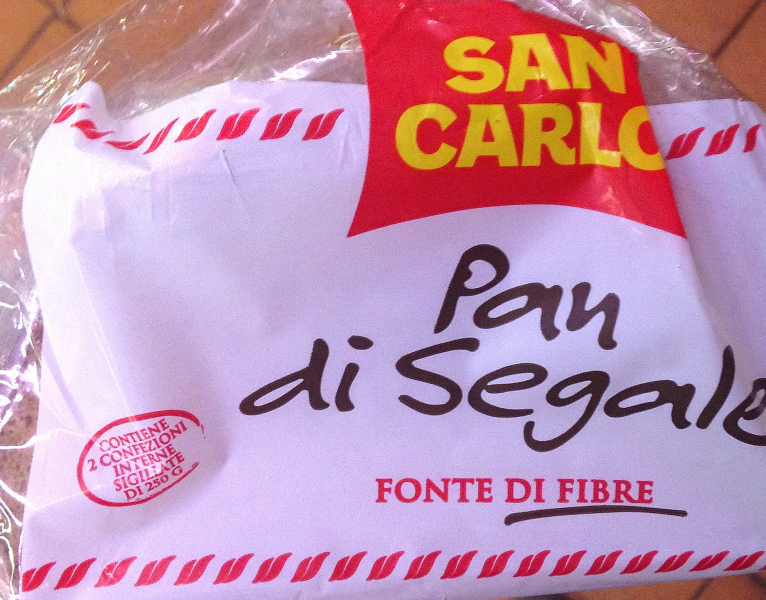 SAN
CARLO
Pan
di Segale
CONTIENE
2 CONFEZIONI
INTERNE
SIGILLATE
DI 250 G
FONTE DI FIBRE